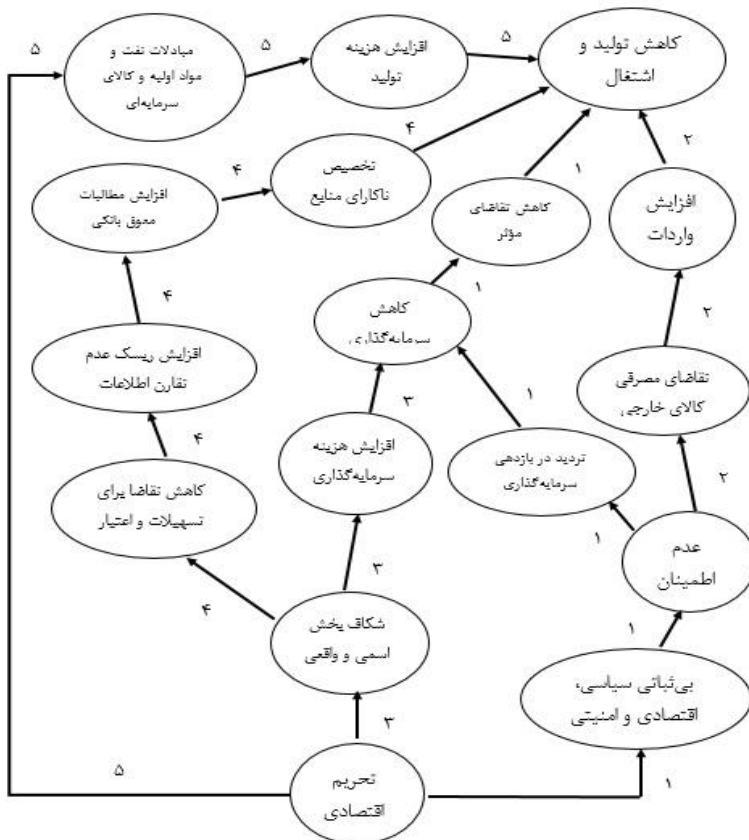 ۵
مبادلات نفت و
مواد اولیه و کالای
سرمایه‌ای
۵
افزایش هزینه
تولید
۵
کاهش تولید و
اشتغال
۴
تخصیص
ناکارای منابع
۴
افزایش مطالبات
معوق بانکی
۱
۲
کاهش تقاضای
مؤثر
افزایش
واردات
۴
۱
۲
کاهش
سرمایه‌گذاری
افزایش ریسک عدم
تقارن اطلاعات
۱
تقاضای مصرفی
کالای خارجی
۳
۴
افزایش هزینه
سرمایه‌گذاری
تردید در بازدهی
سرمایه‌گذاری
۲
کاهش تقاضا برای
تسهیلات و اعتبار
۱
عدم
اطمینان
۳
۴
شکاف بخش
اسمی و واقعی
۱
بی‌ثباتی سیاسی،
اقتصادی و امنیتی
۳
تحریم
اقتصادی
۵
۱